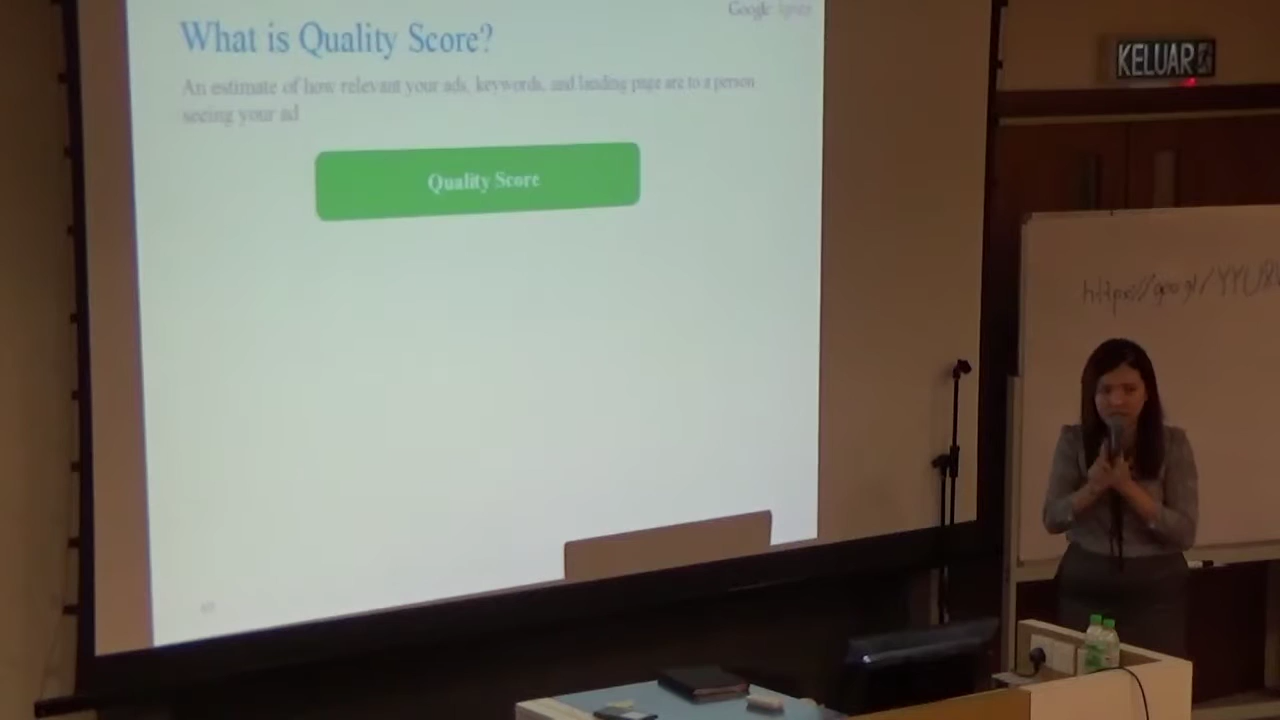 Google
What is Quality Score?
An estimate of how relevant your ads, keywords, and landing page are to a person
seeing your ad
Quality Score
KELUAR